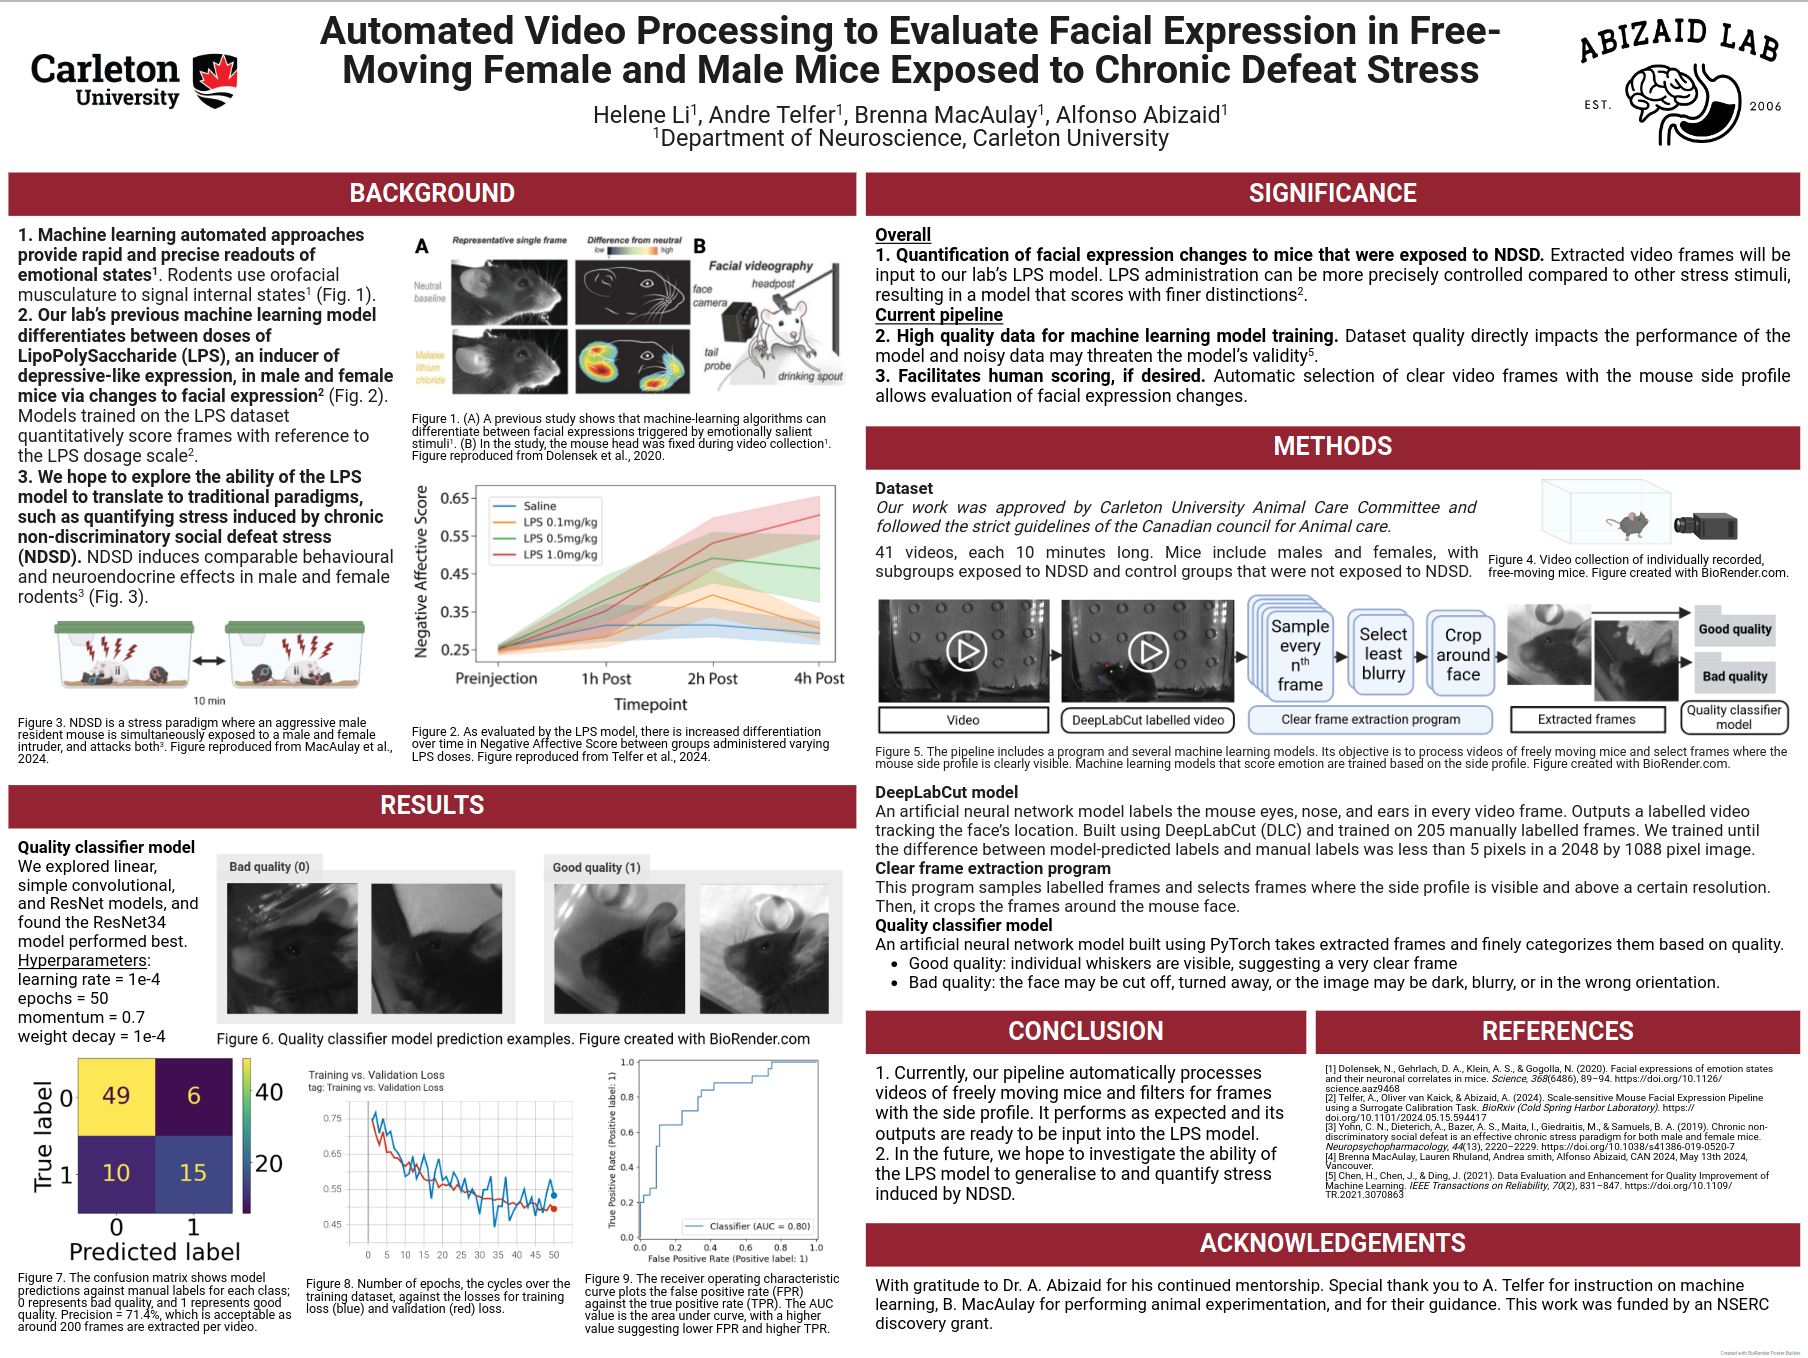 Automated Video Processing to Evaluate Facial Expression in Free-
Moving Female and Male Mice Exposed to Chronic Defeat Stress
Carleton
University
Helene Li1, Andre Telfer1, Brenna MacAulay1, Alfonso Abizaid1
1Department of Neuroscience, Carleton University
ABIZAID LAB
EST.
2006
BACKGROUND
1. Machine learning automated approaches
provide rapid and precise readouts of
emotional states1. Rodents use orofacial
musculature to signal internal states1 (Fig. 1).
2. Our lab's previous machine learning model
differentiates between doses of
LipoPolySaccharide (LPS), an inducer of
depressive-like expression, in male and female
mice via changes to facial expression2 (Fig. 2).
Models trained on the LPS dataset
quantitatively score frames with reference to
the LPS dosage scale2.
3. We hope to explore the ability of the LPS
model to translate to traditional paradigms,
such as quantifying stress induced by chronic
non-discriminatory social defeat stress
(NDSD). NDSD induces comparable behavioural
and neuroendocrine effects in male and female
rodents3 (Fig. 3).
ii
ii
10 min
Figure 3. NDSD is a stress paradigm where an aggressive male
resident mouse is simultaneously exposed to a male and female
intruder, and attacks both3. Figure reproduced from MacAulay et al.,
2024.
A
Representative single frame
Difference from neutral
low
high
Neutral
baseline
Malaise
lithium
chloride
B
Facial videography
headpost
face
camera
tail
probe
drinking spout
Figure 1. (A) A previous study shows that machine-learning algorithms can
differentiate between facial expressions triggered by emotionally salient
stimuli1. (B) In the study, the mouse head was fixed during video collection1.
Figure reproduced from Dolensek et al., 2020.
Negative Affective Score
0.65
0.55
0.45
0.35
0.25
Saline
LPS 0.1mg/kg
LPS 0.5mg/kg
LPS 1.0mg/kg
Preinjection
1h Post
2h Post
4h Post
Timepoint
Figure 2. As evaluated by the LPS model, there is increased differentiation
over time in Negative Affective Score between groups administered varying
LPS doses. Figure reproduced from Telfer et al., 2024.
RESULTS
Quality classifier model
We explored linear,
simple convolutional,
and ResNet models, and
found the ResNet34
model performed best.
Hyperparameters:
learning rate = 1e-4
epochs = 50
momentum = 0.7
weight decay = 1e-4
Bad quality (0)
Good quality (1)
Figure 6. Quality classifier model prediction examples. Figure created with BioRender.com
True label
0
1
49
6
10
15
0
1
Predicted label
40
20
Figure 7. The confusion matrix shows model
predictions against manual labels for each class;
0 represents bad quality, and 1 represents good
quality. Precision = 71.4%, which is acceptable as
around 200 frames are extracted per video.
Training vs. Validation Loss
tag: Training vs. Validation Loss
0.75
0.65
0.55
0.45
0 5 10 15 20 25 30 35 40 45 50
Figure 8. Number of epochs, the cycles over the
training dataset, against the losses for training
loss (blue) and validation (red) loss.
True Positive Rate (Positive label: 1)
1.0
0.8
0.6
0.4
0.2
0.0
Classifier (AUC = 0.80)
0.0 0.2 0.4 0.6 0.8 1.0
False Positive Rate (Positive label: 1)
Figure 9. The receiver operating characteristic
curve plots the false positive rate (FPR)
against the true positive rate (TPR). The AUC
value is the area under curve, with a higher
value suggesting lower FPR and higher TPR.
SIGNIFICANCE
Overall
1. Quantification of facial expression changes to mice that were exposed to NDSD. Extracted video frames will be
input to our lab's LPS model. LPS administration can be more precisely controlled compared to other stress stimuli,
resulting in a model that scores with finer distinctions2.
Current pipeline
2. High quality data for machine learning model training. Dataset quality directly impacts the performance of the
model and noisy data may threaten the model's validity5.
3. Facilitates human scoring, if desired. Automatic selection of clear video frames with the mouse side profile
allows evaluation of facial expression changes.
METHODS
Dataset
Our work was approved by Carleton University Animal Care Committee and
followed the strict guidelines of the Canadian council for Animal care.
41 videos, each 10 minutes long. Mice include males and females, with
subgroups exposed to NDSD and control groups that were not exposed to NDSD.
Figure 4. Video collection of individually recorded,
free-moving mice. Figure created with BioRender.com.
Sample
every
nth
frame
Select
least
blurry
Crop
around
face
Good quality
Bad quality
Video
DeepLabCut labelled video
Clear frame extraction program
Extracted frames
Quality classifier
model
Figure 5. The pipeline includes a program and several machine learning models. Its objective is to process videos of freely moving mice and select frames where the
mouse side profile is clearly visible. Machine learning models that score emotion are trained based on the side profile. Figure created with BioRender.com.
DeepLabCut model
An artificial neural network model labels the mouse eyes, nose, and ears in every video frame. Outputs a labelled video
tracking the face's location. Built using DeepLabCut (DLC) and trained on 205 manually labelled frames. We trained until
the difference between model-predicted labels and manual labels was less than 5 pixels in a 2048 by 1088 pixel image.
Clear frame extraction program
This program samples labelled frames and selects frames where the side profile is visible and above a certain resolution.
Then, it crops the frames around the mouse face.
Quality classifier model
An artificial neural network model built using PyTorch takes extracted frames and finely categorizes them based on quality.
• Good quality: individual whiskers are visible, suggesting a very clear frame
• Bad quality: the face may be cut off, turned away, or the image may be dark, blurry, or in the wrong orientation.
CONCLUSION
1. Currently, our pipeline automatically processes
videos of freely moving mice and filters for frames
with the side profile. It performs as expected and its
outputs are ready to be input into the LPS model.
2. In the future, we hope to investigate the ability of
the LPS model to generalise to and quantify stress
induced by NDSD.
REFERENCES
[1] Dolensek, N., Gehrlach, D. A., Klein, A. S., & Gogolla, N. (2020). Facial expressions of emotion states
and their neuronal correlates in mice. Science, 368(6486), 89–94. https://doi.org/10.1126/
science.aaz9468
[2] Telfer, A., Oliver van Kaick, & Abizaid, A. (2024). Scale-sensitive Mouse Facial Expression Pipeline
using a Surrogate Calibration Task. BioRxiv (Cold Spring Harbor Laboratory). https://
doi.org/10.1101/2024.05.15.594417
[3] Yohn, C. N., Dieterich, A., Bazer, A. S., Maita, I., Giedraitis, M., & Samuels, B. A. (2019). Chronic non-
discriminatory social defeat is an effective chronic stress paradigm for both male and female mice.
Neuropsychopharmacology, 44(13), 2220–2229. https://doi.org/10.1038/s41386-019-0520-7
[4] Brenna MacAulay, Lauren Rhuland, Andrea smith, Alfonso Abizaid, CAN 2024, May 13th 2024,
Vancouver.
[5] Chen, H., Chen, J., & Ding, J. (2021). Data Evaluation and Enhancement for Quality Improvement of
Machine Learning. IEEE Transactions on Reliability, 70(2), 831–847. https://doi.org/10.1109/
TR.2021.3070863
ACKNOWLEDGEMENTS
With gratitude to Dr. A. Abizaid for his continued mentorship. Special thank you to A. Telfer for instruction on machine
learning, B. MacAulay for performing animal experimentation, and for their guidance. This work was funded by an NSERC
discovery grant.
Created with BioRender Poster Builder